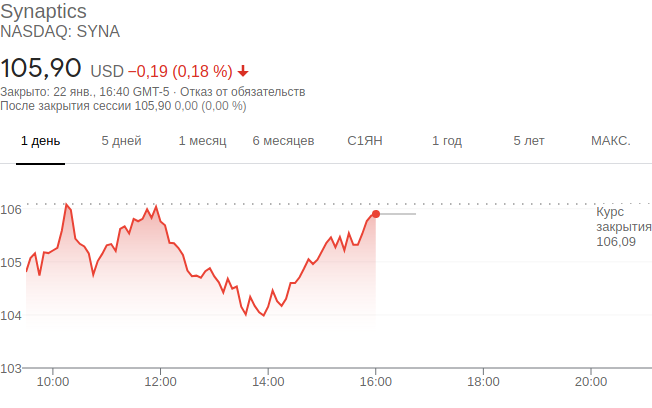 Synaptics
NASDAQ: SYNA
105,90 USD −0,19 (0,18 %)
Закрыто: 22 янв., 16:40 GMT-5 · Отказ от обязательств
После закрытия сессии 105,90 0,00 (0,00 %)
1 день 5 дней 1 месяц 6 месяцев С1ЯН 1 год 5 лет МАКС.
106
Курс
закрытия
106,09
105
104
103
10:00 12:00 14:00 16:00 18:00 20:00